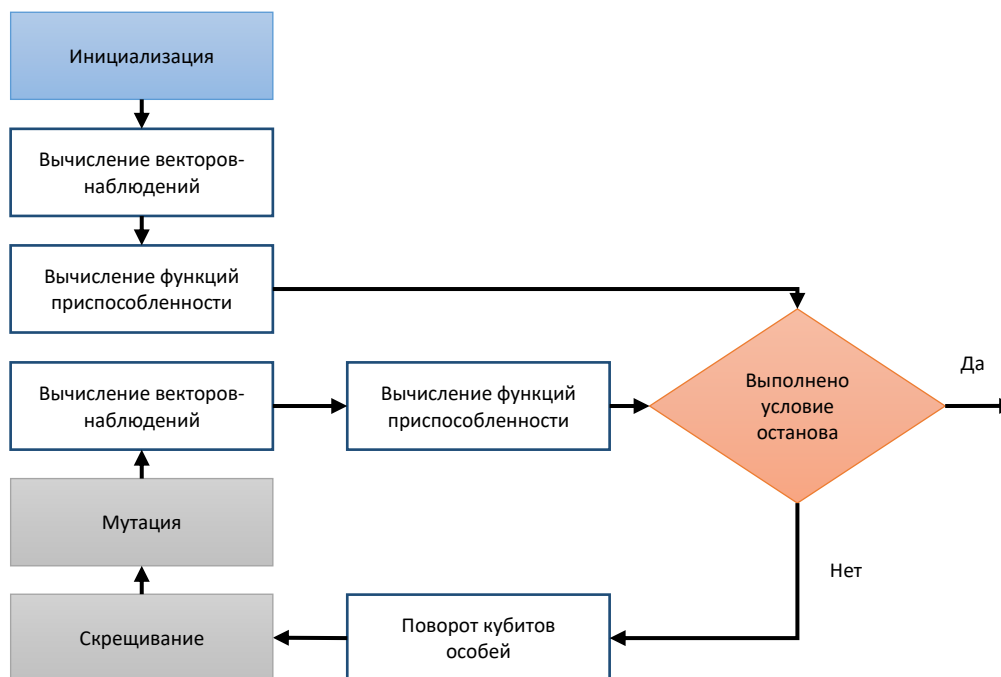 Инициализация
Вычисление векторов-
наблюдений
Вычисление функций
приспособленности
Вычисление векторов-
наблюдений
Вычисление функций
приспособленности
Выполнено
условие
останова
Да
Мутация
Нет
Скрещивание
Поворот кубитов
особей